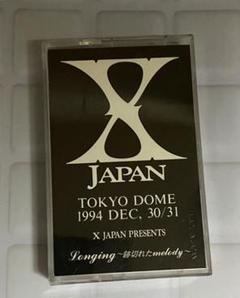 X
JAPAN
TOKYO DOME
1994 DEC, 30/31
X JAPAN PRESENTS
Longing〜跡切れたmelody〜